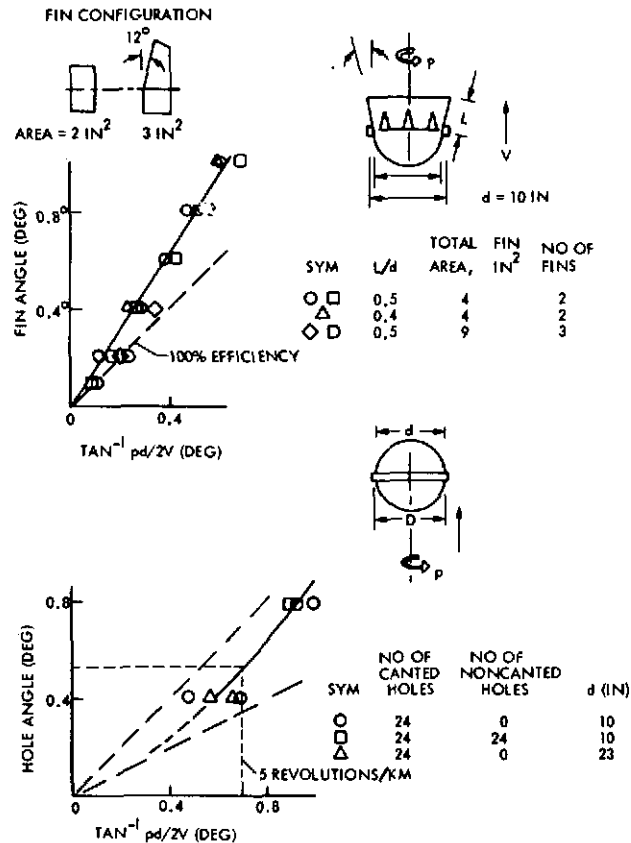 FIN CONFIGURATION
12°
AREA = 2 IN²
3 IN²
p
L
V
d = 10 IN
FIN ANGLE (DEG)
0.8°
0.4°
0
0.4
100% EFFICIENCY
TAN⁻¹ pd/2V (DEG)
SYM L/d TOTAL AREA, FIN IN² NO OF FINS
○ □ 0.5 4 2
△ 0.4 4 2
◇ D 0.5 9 3
d
D
p
HOLE ANGLE (DEG)
0.8
0.4
0
0.4
0.8
5 REVOLUTIONS/KM
TAN⁻¹ pd/2V (DEG)
SYM NO OF CANTED HOLES NO OF NONCANTED HOLES d (IN)
○ 24 0 10
□ 24 24 10
△ 24 0 23